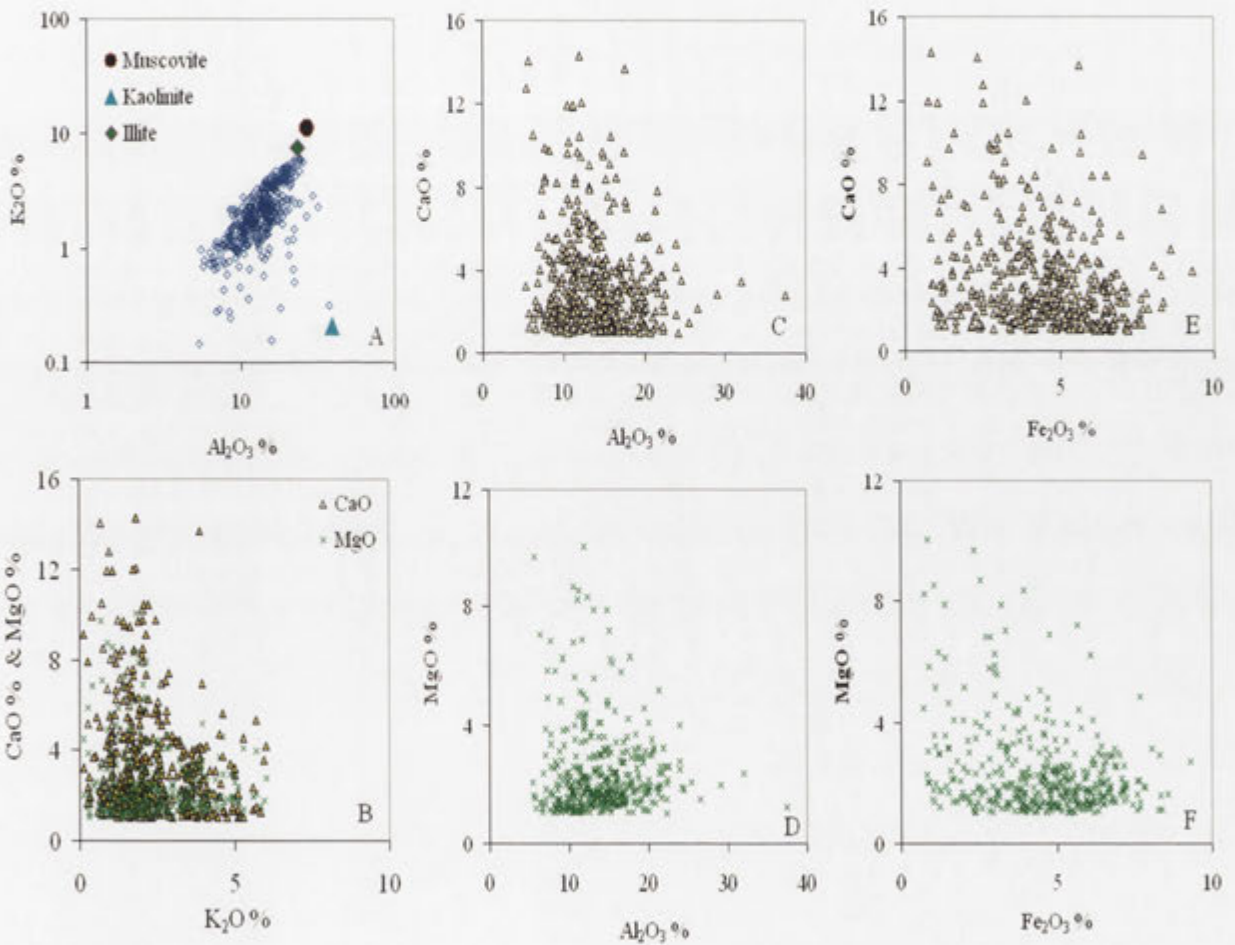 100
10
1
0.1
K₂O %
Muscovite
Kaolinite
Illite
A
1 10 100
Al₂O₃ %
16
12
8
4
0
CaO %
C
0 10 20 30 40
Al₂O₃ %
16
12
8
4
0
CaO %
E
0 5 10
Fe₂O₃ %
16
12
8
4
0
CaO % & MgO %
CaO
MgO
B
0 5 10
K₂O %
12
8
4
0
MgO %
D
0 10 20 30 40
Al₂O₃ %
12
8
4
0
MgO %
F
0 5 10
Fe₂O₃ %